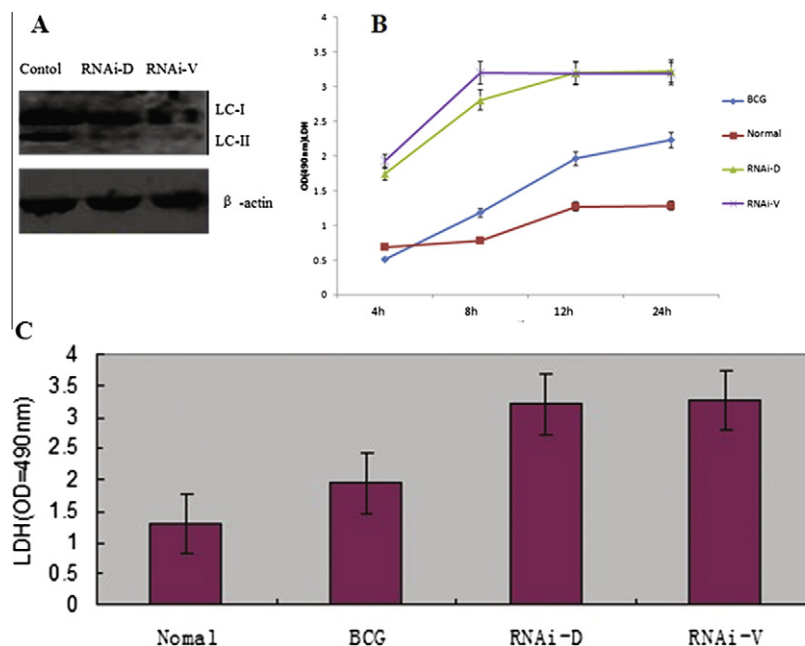 A
Contol RNAi-D RNAi-V
LC-I
LC-II
β-actin
B
OD(490nm)LDH
4
3.5
3
2.5
2
1.5
1
0.5
0
4h 8h 12h 24h
BCG
Normal
RNAi-D
RNAi-V
C
LDH(OD=490nm)
4
3.5
3
2.5
2
1.5
1
0.5
0
Nomal BCG RNAi-D RNAi-V